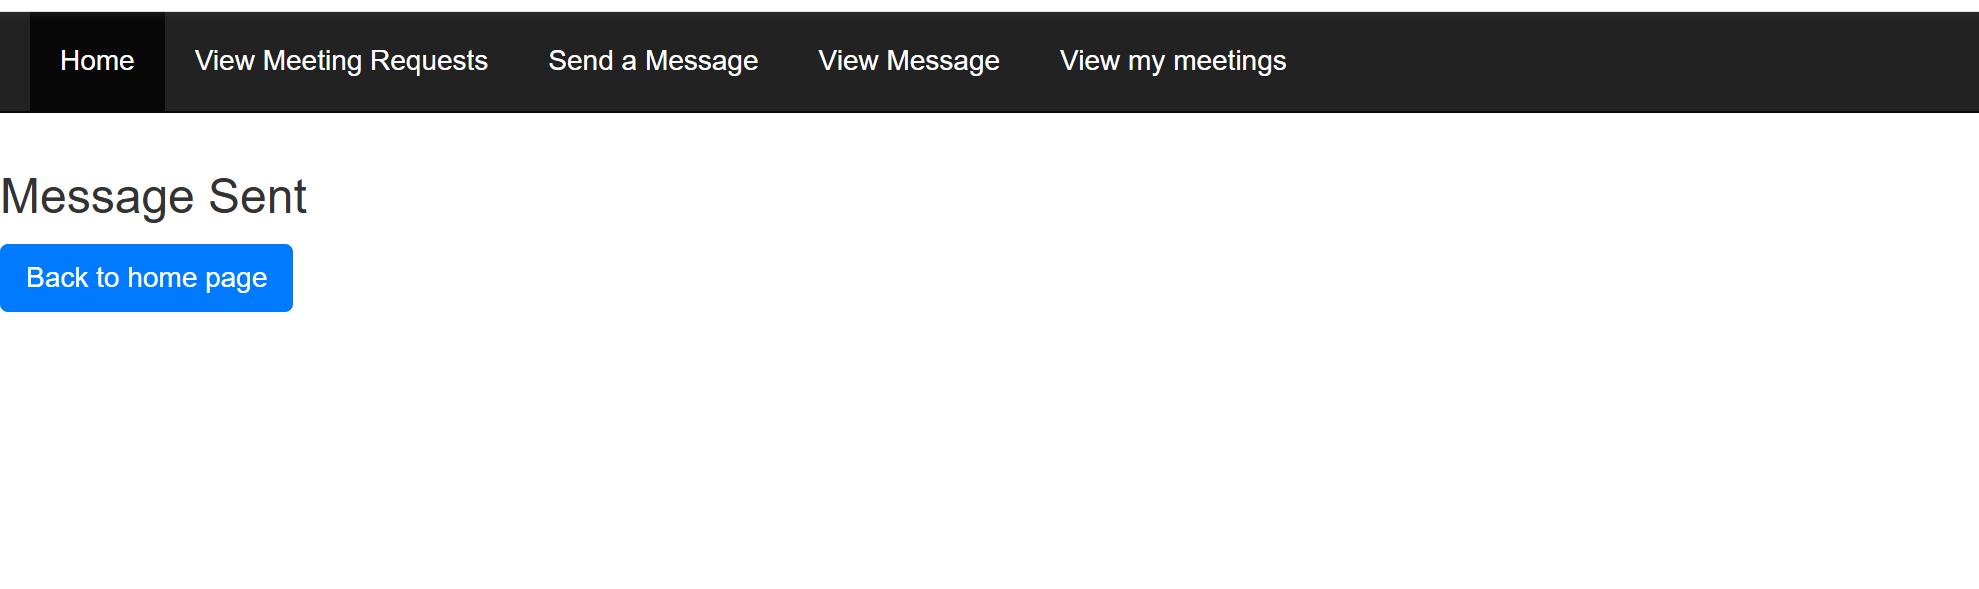 Home View Meeting Requests Send a Message View Message View my meetings
Message Sent
Back to home page